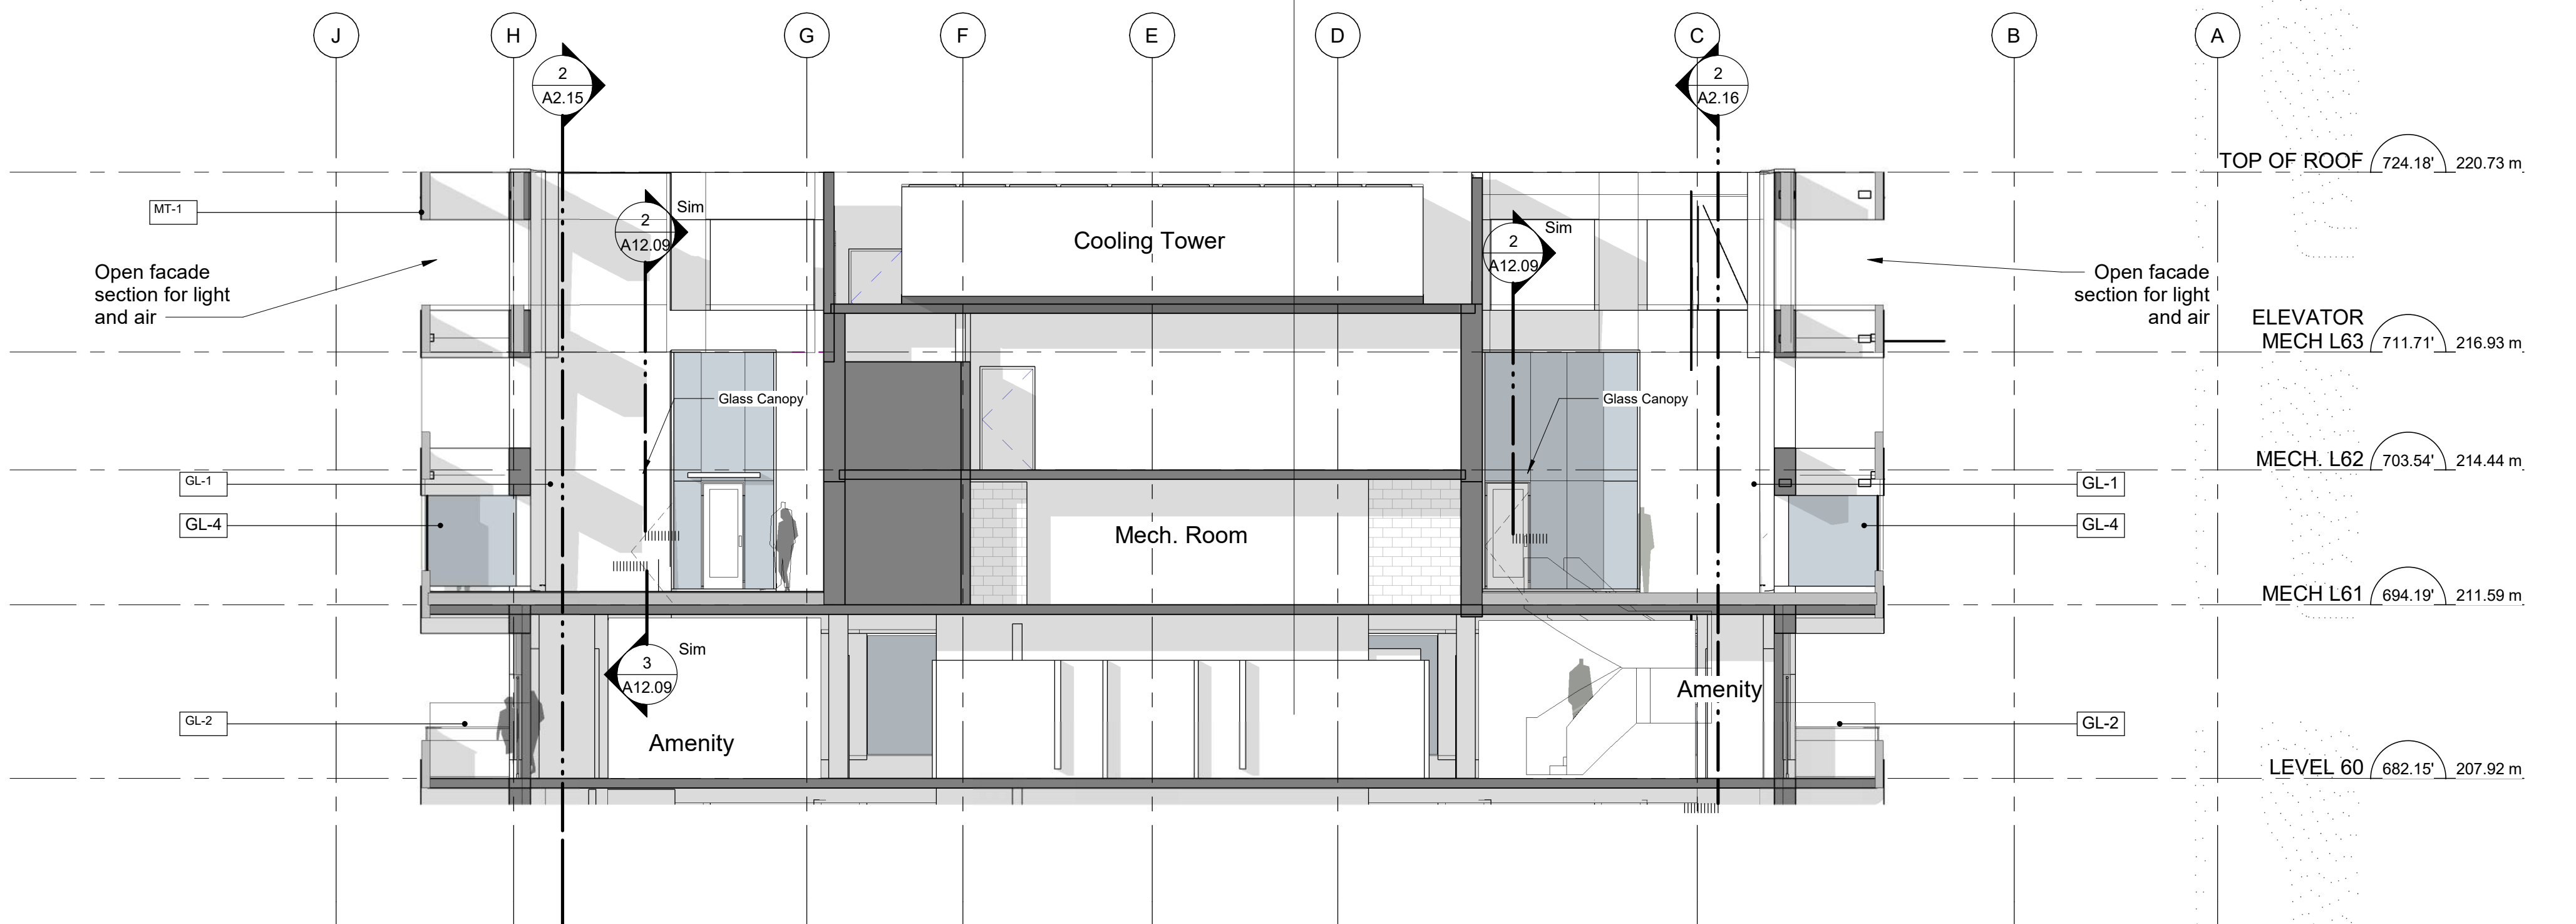 J
H
G
F
E
D
C
B
A
2
A2.15
2
A2.16
TOP OF ROOF 724.18' 220.73 m
MT-1
2
A12.09
Sim
Cooling Tower
2
A12.09
Sim
Open facade
section for light
and air
Open facade
section for light
and air
ELEVATOR
MECH L63 711.71' 216.93 m
Glass Canopy
Glass Canopy
MECH. L62 703.54' 214.44 m
GL-1
GL-1
GL-4
Mech. Room
GL-4
MECH L61 694.19' 211.59 m
3
A12.09
Sim
Amenity
GL-2
GL-2
Amenity
LEVEL 60 682.15' 207.92 m